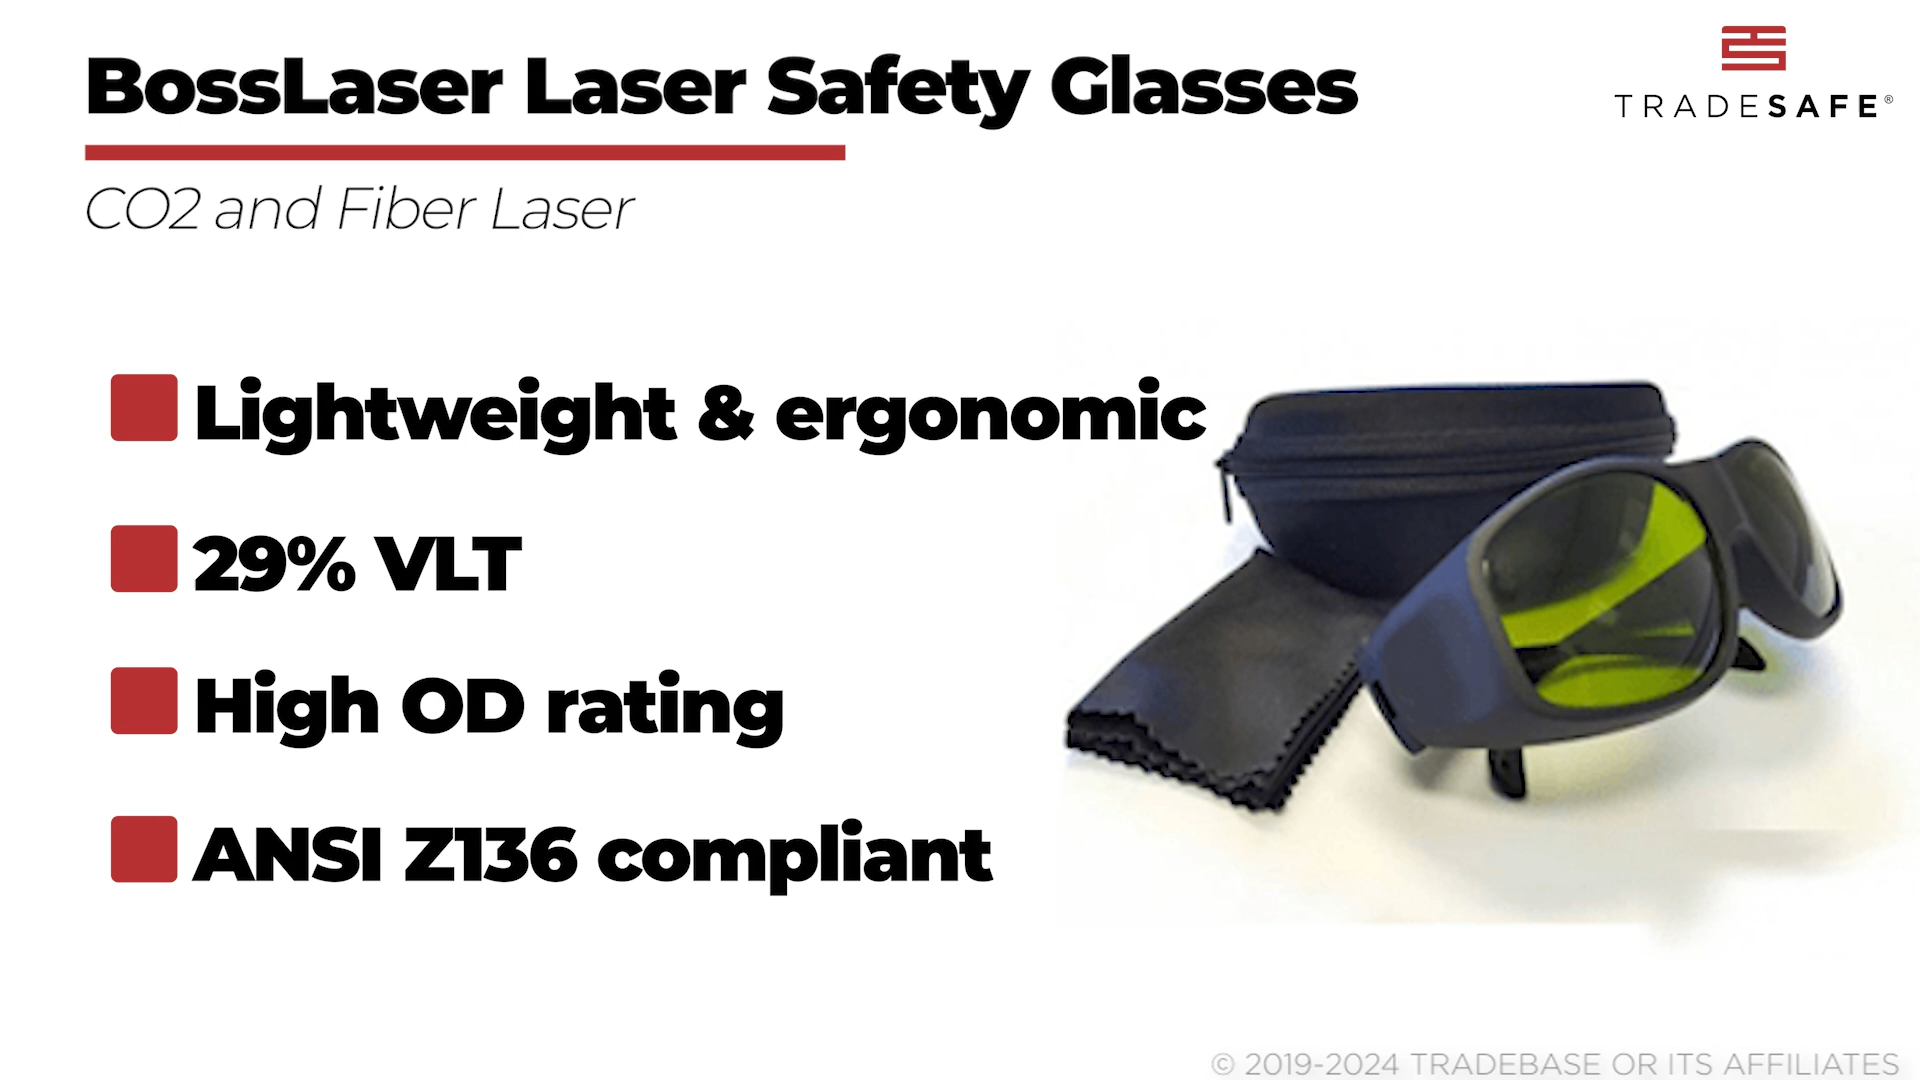 BossLaser Laser Safety Glasses
TRADESAFE®
CO2 and Fiber Laser
Lightweight & ergonomic
29% VLT
High OD rating
ANSI Z136 compliant
© 2019-2024 TRADEBASE OR ITS AFFILIATES